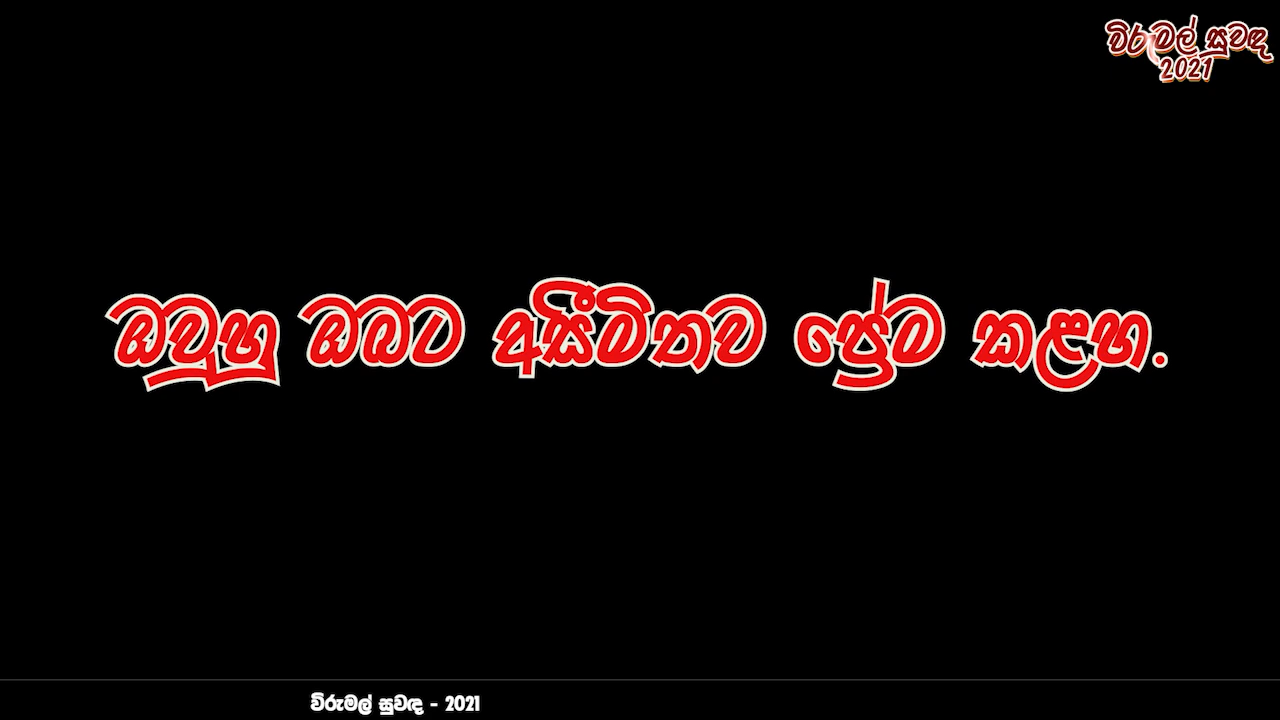 විරුමල් සුවඳ
2021
ඔවුහු ඔබට අසීමිතව ප්‍රේම කළහ.
විරුමල් සුවඳ - 2021